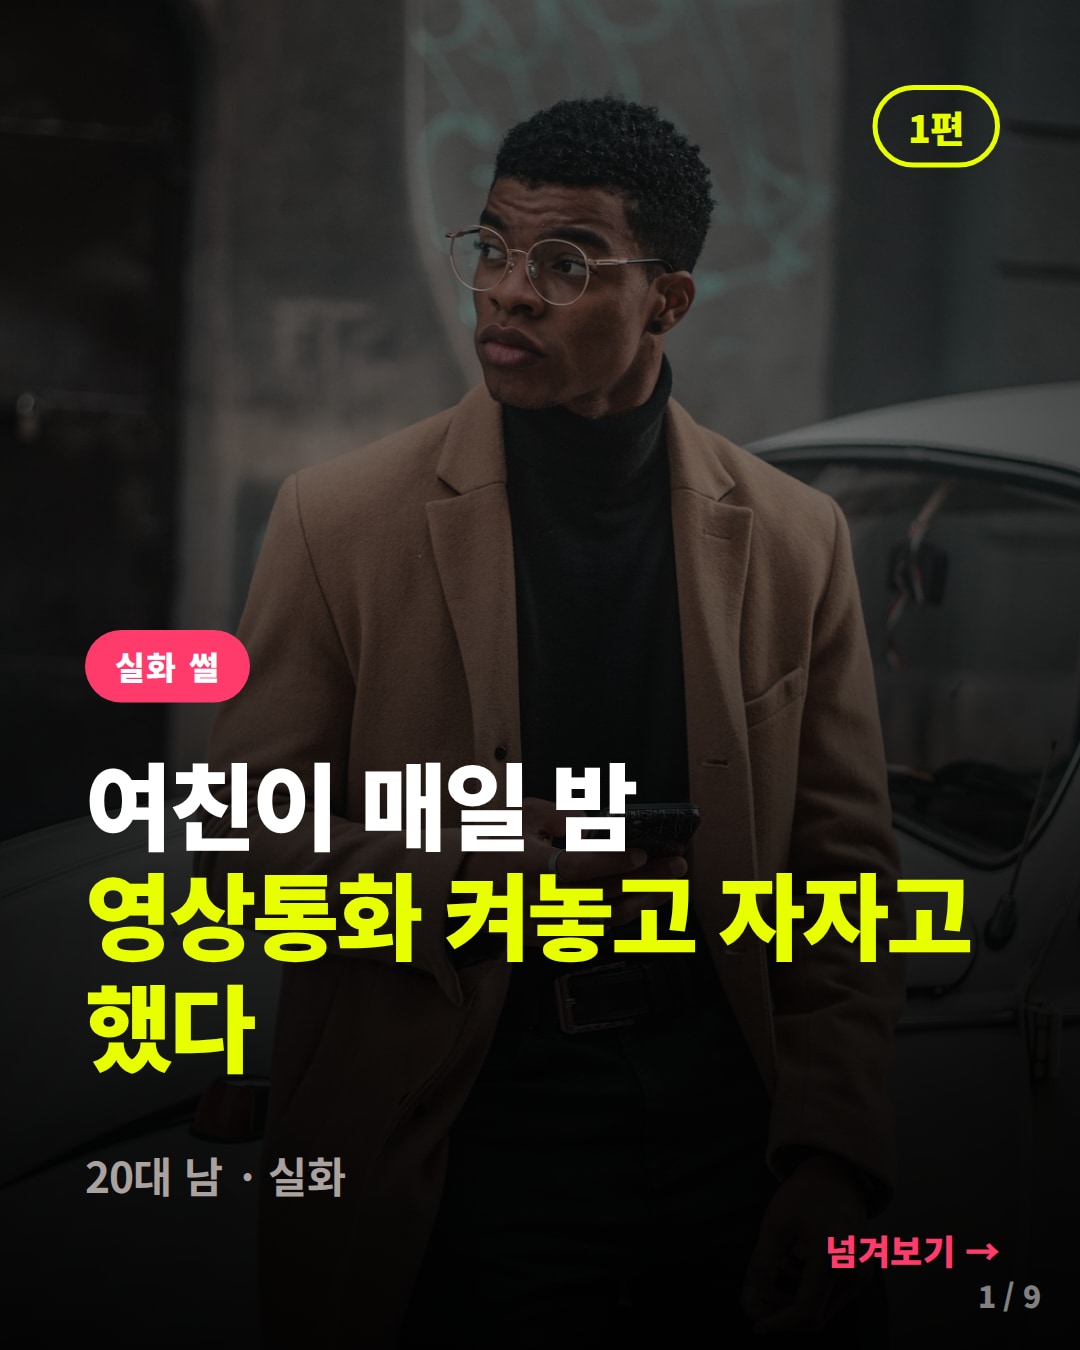 1편
실화 썰
여친이 매일 밤
영상통화 켜놓고 자자고
했다
20대 남 · 실화
넘겨보기 →
1 / 9